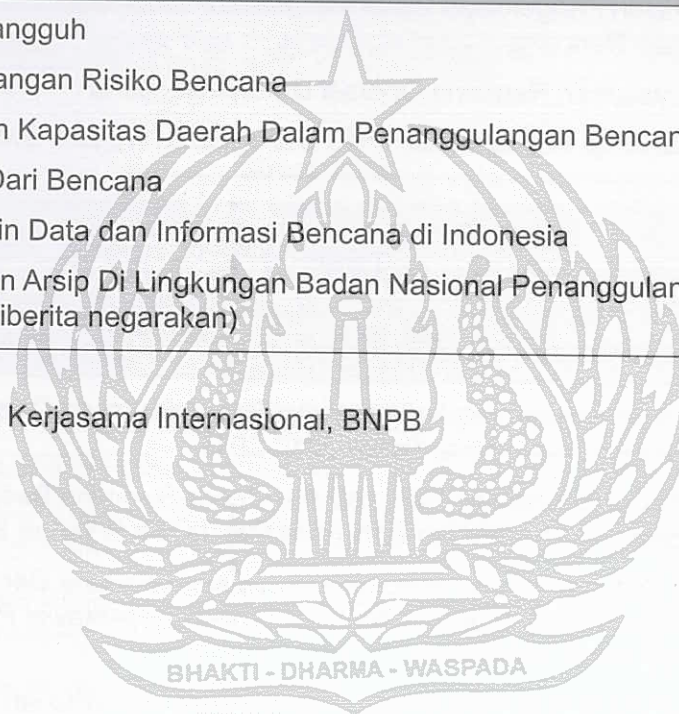 angguh
angan Risiko Bencana
n Kapasitas Daerah Dalam Penanggulangan Bencan
Dari Bencana
in Data dan Informasi Bencana di Indonesia
n Arsip Di Lingkungan Badan Nasional Penanggular
iberita negarakan)
Kerjasama Internasional, BNPB
BHAKTI - DHARMA - WASPADA